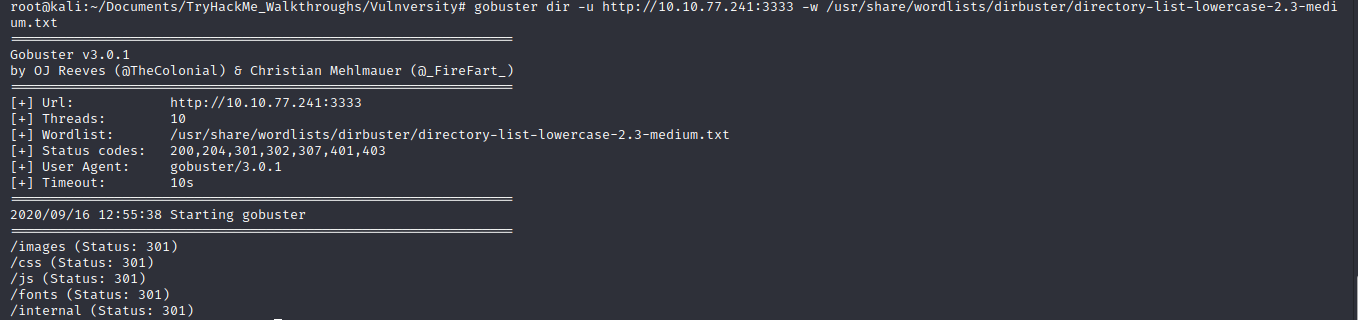 root@kali:~/Documents/TryHackMe_Walkthroughs/Vulnversity# gobuster dir -u http://10.10.77.241:3333 -w /usr/share/wordlists/dirbuster/directory-list-lowercase-2.3-medi
um.txt
===============================================================
Gobuster v3.0.1
by OJ Reeves (@TheColonial) & Christian Mehlmauer (@_FireFart_)
===============================================================
[+] Url:            http://10.10.77.241:3333
[+] Threads:        10
[+] Wordlist:       /usr/share/wordlists/dirbuster/directory-list-lowercase-2.3-medium.txt
[+] Status codes:   200,204,301,302,307,401,403
[+] User Agent:     gobuster/3.0.1
[+] Timeout:        10s
===============================================================
2020/09/16 12:55:38 Starting gobuster
===============================================================
/images (Status: 301)
/css (Status: 301)
/js (Status: 301)
/fonts (Status: 301)
/internal (Status: 301)